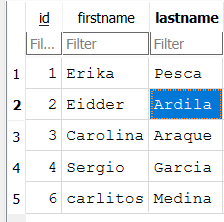 id firstname lastname
Fil... Filter Filter
1 1 Erika Pesca
2 2 Eidder Ardila
3 3 Carolina Araque
4 4 Sergio Garcia
5 6 carlitos Medina